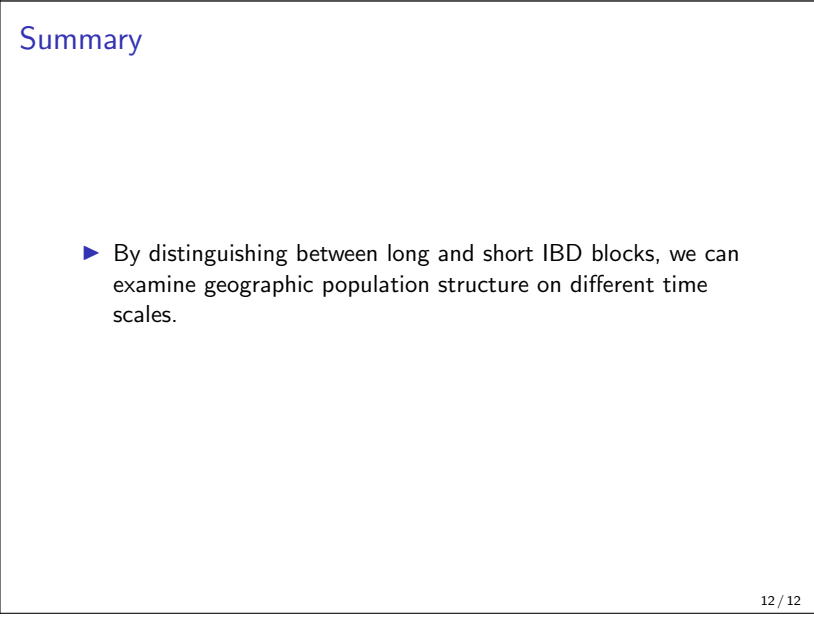 Summary
▶ By distinguishing between long and short IBD blocks, we can
examine geographic population structure on different time
scales.
12 / 12